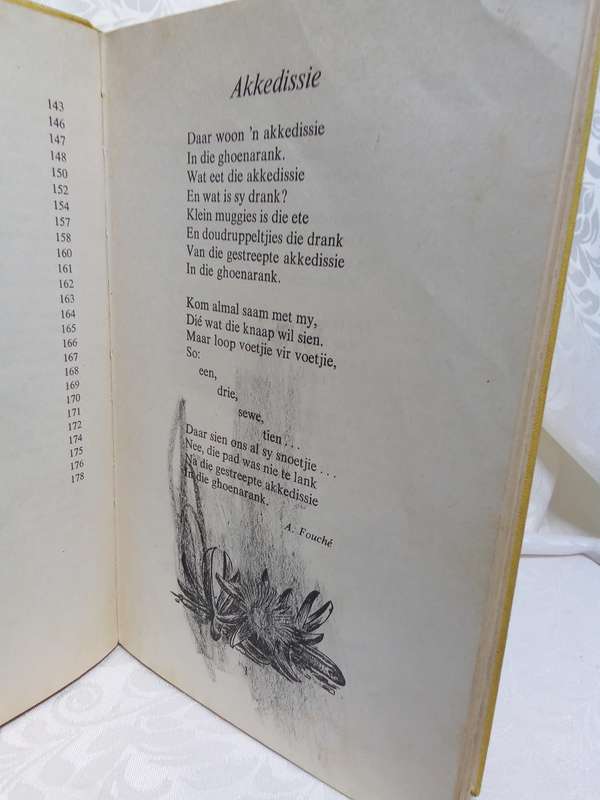 143
146
147
148
150
152
154
157
158
160
161
162
163
164
165
166
167
168
169
170
171
172
174
175
176
178
Akkedissie
Daar woon 'n akkedissie
In die ghoenarank.
Wat eet die akkedissie
En wat is sy drank?
Klein muggies is die ete
En doudruppeltjies die drank
Van die gestreepte akkedissie
In die ghoenarank.
Kom almal saam met my,
Dié wat die knaap wil sien.
Maar loop voetjie vir voetjie,
So:
een,
drie,
sewe,
tien . . .
Daar sien ons al sy snoetjie . . .
Nee, die pad was nie te lank
Na die gestreepte akkedissie
In die ghoenarank.
A. Fouché
1